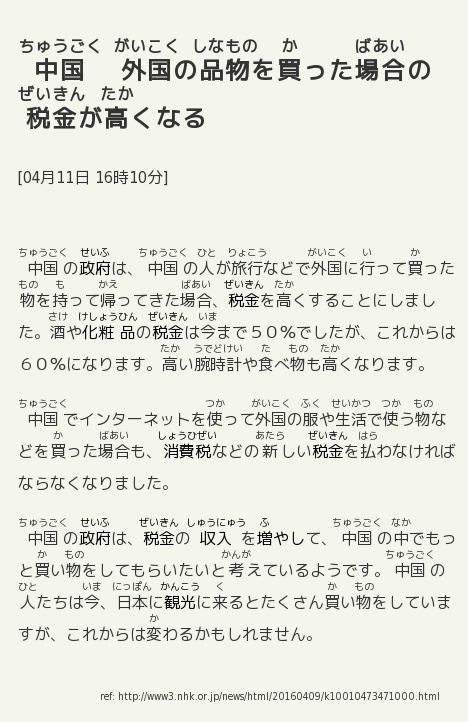 ちゅうごく がいこく しなもの か ばあい
中国 外国の品物を買った場合の
ぜいきん たか
税金が高くなる
[04月11日 16時10分]
ちゅうごく せいふ ちゅうごく ひと りょこう がいこく い か
中国の政府は、中国の人が旅行などで外国に行って買った
もの も かえ ばあい ぜいきん たか
物を持って帰ってきた場合、税金を高くすることにしまし
さけ けしょうひん ぜいきん いま
た。酒や化粧品の税金は今まで５０％でしたが、これからは
たか うでどけい た もの たか
６０％になります。高い腕時計や食べ物も高くなります。
ちゅうごく つか がいこく ふく せいかつ つか もの
中国でインターネットを使って外国の服や生活で使う物な
か ばあい しょうひぜい あたら ぜいきん はら
どを買った場合も、消費税などの新しい税金を払わなければ
ならなくなりました。
ちゅうごく せいふ ぜいきん しゅうにゅう ふ ちゅうごく なか
中国の政府は、税金の収入を増やして、中国の中でもっ
か もの かんが ちゅうごく
と買い物をしてもらいたいと考えているようです。中国の
ひと いま にっぽん かんこう く か もの
人たちは今、日本に観光に来るとたくさん買い物をしていま
か
すが、これからは変わるかもしれません。
ref: http://www3.nhk.or.jp/news/html/20160409/k10010473471000.html